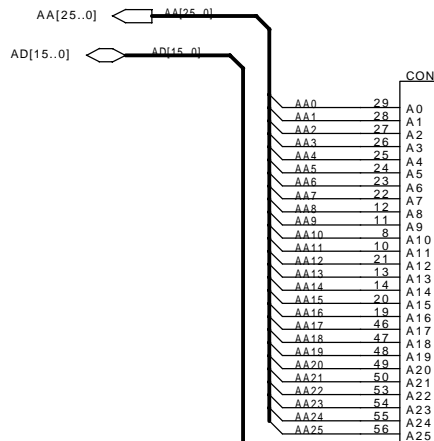 AA[25..0] AA[25..0]
AD[15..0] AD[15..0]
CON
AA0 29 A0
AA1 28 A1
AA2 27 A2
AA3 26 A3
AA4 25 A4
AA5 24 A5
AA6 23 A6
AA7 22 A7
AA8 12 A8
AA9 11 A9
AA10 8 A10
AA11 10 A11
AA12 21 A12
AA13 13 A13
AA14 14 A14
AA15 20 A15
AA16 19 A16
AA17 46 A17
AA18 47 A18
AA19 48 A19
AA20 49 A20
AA21 50 A21
AA22 53 A22
AA23 54 A23
AA24 55 A24
AA25 56 A25